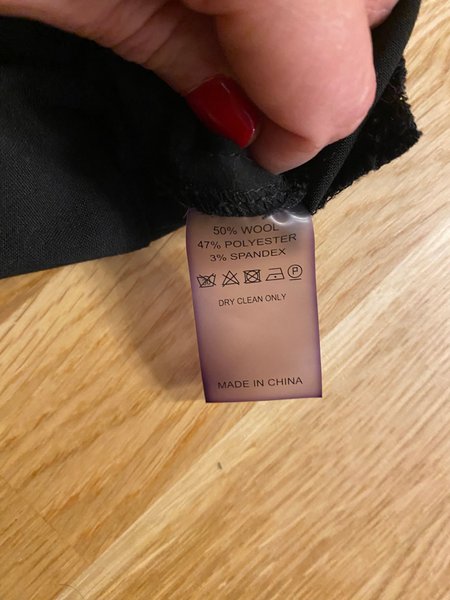 50% WOOL
47% POLYESTER
3% SPANDEX
P
DRY CLEAN ONLY
MADE IN CHINA